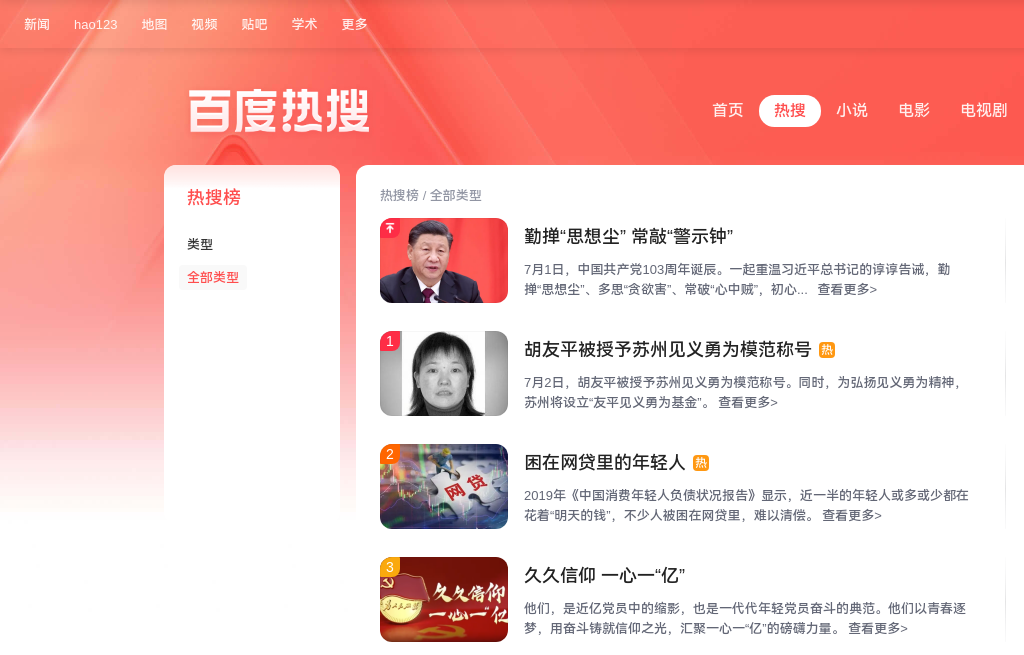 新闻 hao123 地图 视频 贴吧 学术 更多
百度热搜
首页 热搜 小说 电影 电视剧
热搜榜
类型
全部类型
热搜榜 / 全部类型
勤掸“思想尘” 常敲“警示钟”
7月1日，中国共产党103周年诞辰。一起重温习近平总书记的谆谆告诫，勤
掸“思想尘”、多思“贪欲害”、常破“心中贼”，初心... 查看更多>
1
胡友平被授予苏州见义勇为模范称号 热
7月2日，胡友平被授予苏州见义勇为模范称号。同时，为弘扬见义勇为精神，
苏州将设立“友平见义勇为基金”。 查看更多>
2
网贷
困在网贷里的年轻人 热
2019年《中国消费年轻人负债状况报告》显示，近一半的年轻人或多或少都在
花着“明天的钱”，不少人被困在网贷里，难以清偿。 查看更多>
3
久久信仰
一心一“亿
久久信仰 一心一“亿”
他们，是近亿党员中的缩影，也是一代代年轻党员奋斗的典范。他们以青春逐
梦，用奋斗铸就信仰之光，汇聚一心一“亿”的磅礴力量。 查看更多>